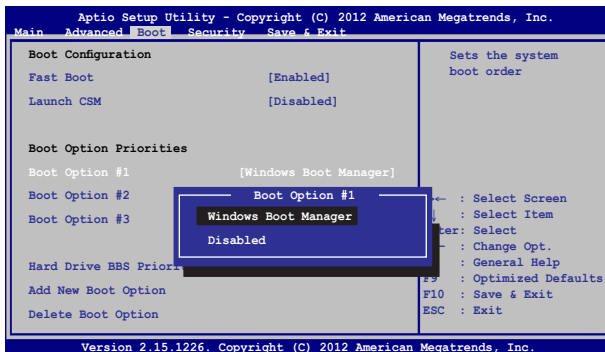 Aptio Setup Utility - Copyright (C) 2012 American Megatrends, Inc.
Main Advanced Boot Security Save & Exit
Boot Configuration
Fast Boot [Enabled]
Launch CSM [Disabled]
Boot Option Priorities
Boot Option #1 [Windows Boot Manager]
Boot Option #2
Boot Option #3
Hard Drive BBS
Add New Boot Option
Delete Boot Option
Boot Option #1
Windows Boot Manager
Disabled
Sets the system
boot order
: Select Screen
: Select Item
: Select
: Change Opt.
: General Help
F9 : Optimized Defaults
F10 : Save & Exit
ESC : Exit
Version 2.15.1226. Copyright (C) 2012 American Megatrends, Inc.